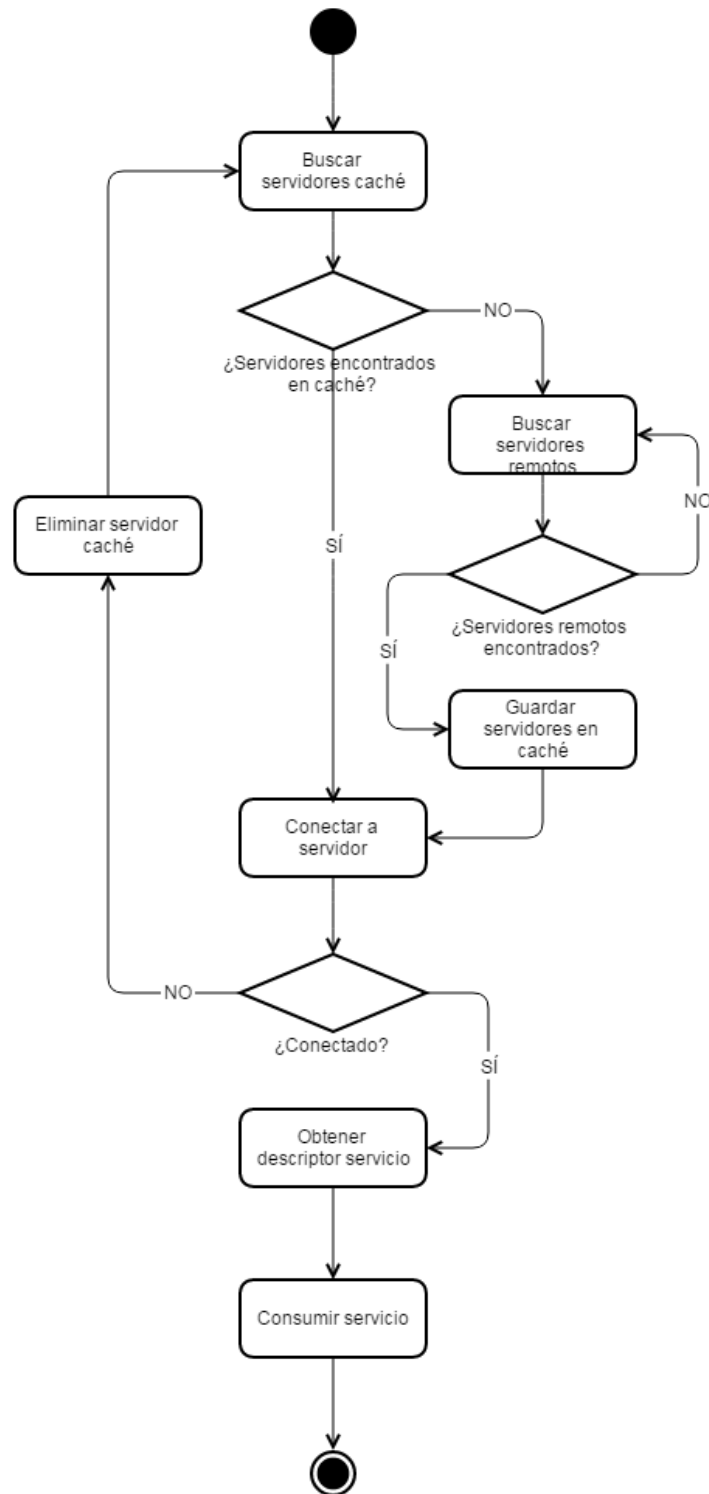 Buscar
servidores caché
NO
¿Servidores encontrados
en caché?
Buscar
servidores
remotos
NO
Eliminar servidor
caché
SÍ
¿Servidores remotos
encontrados?
SÍ
Guardar
servidores en
caché
Conectar a
servidor
NO
¿Conectado?
SÍ
Obtener
descriptor servicio
Consumir servicio